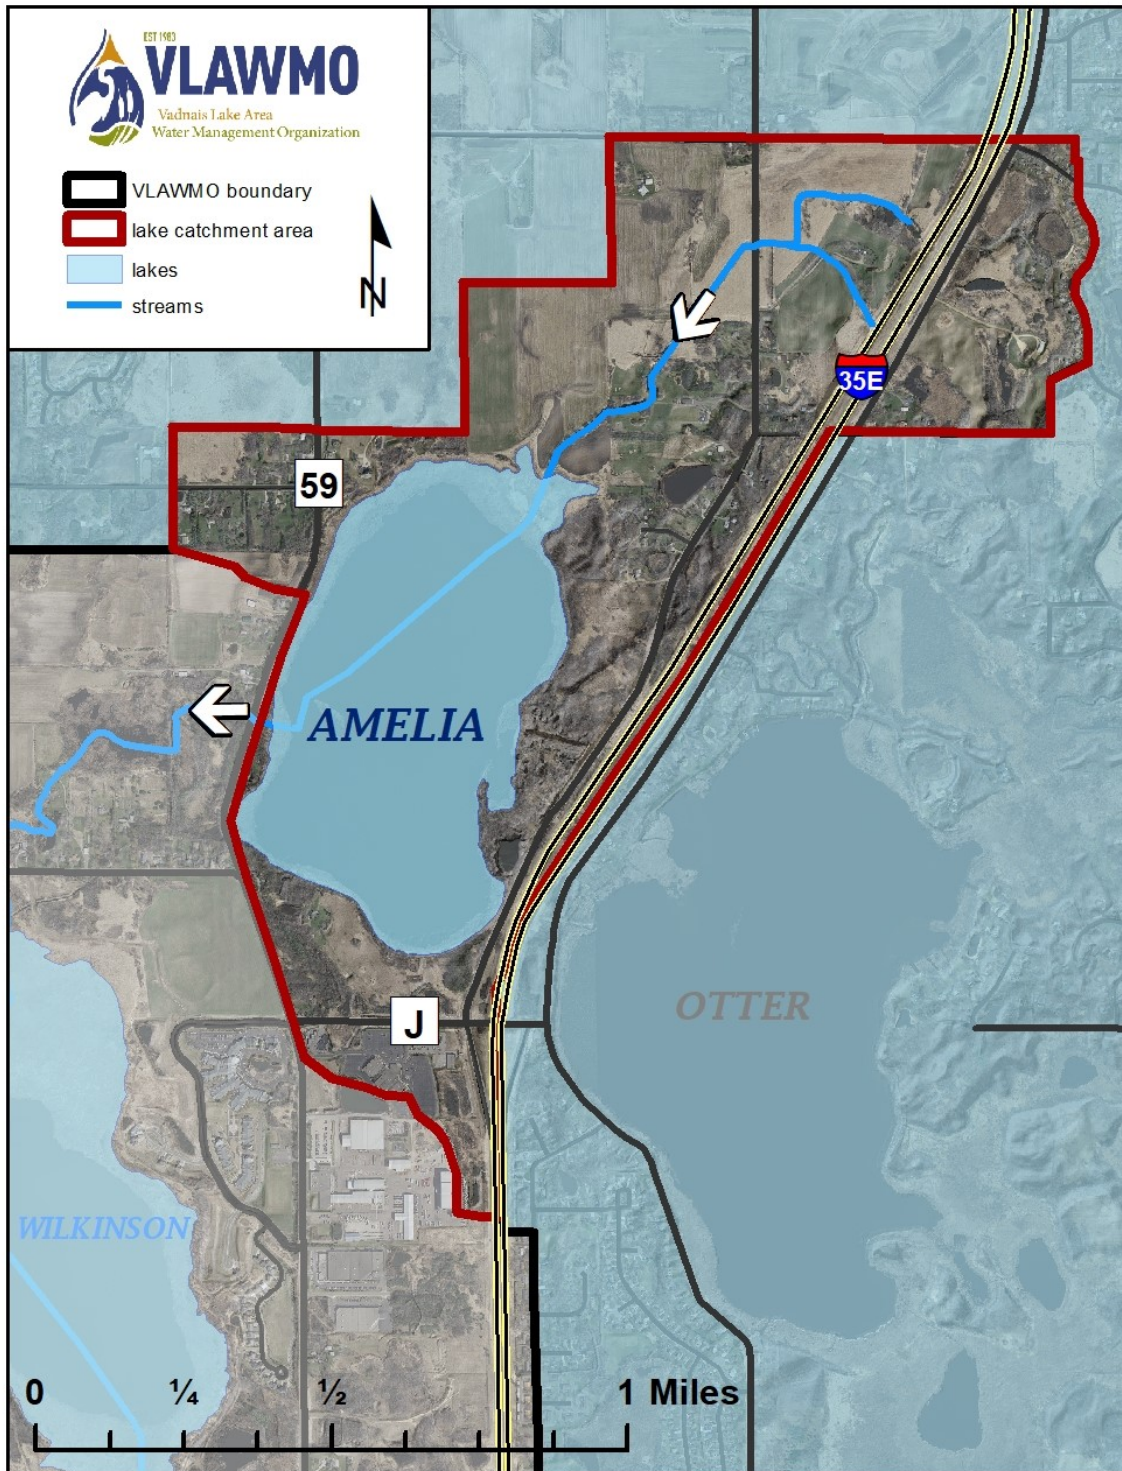 EST 1983
VLAWMO
Vadnais Lake Area
Water Management Organization
VLAWMO boundary
lake catchment area
lakes
streams
N
35E
59
AMELIA
OTTER
J
WILKINSON
0 ¼ ½ 1 Miles